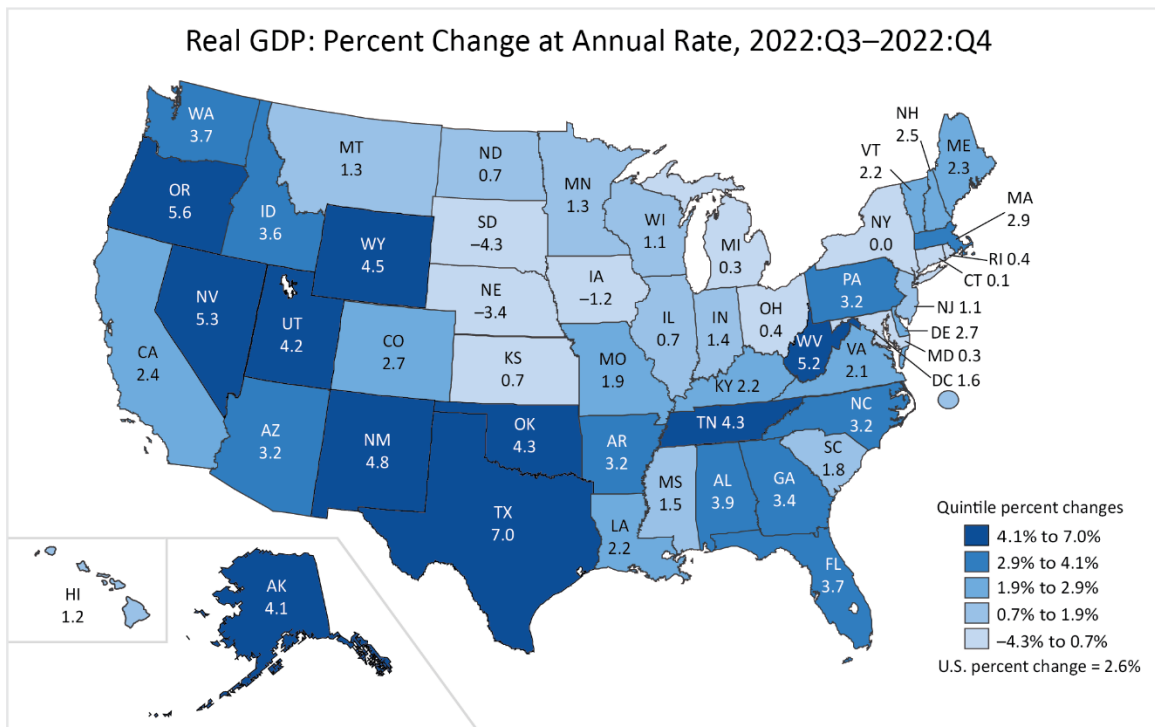 Real GDP: Percent Change at Annual Rate, 2022:Q3–2022:Q4
WA
3.7
MT
1.3
ND
0.7
MN
1.3
OR
5.6
ID
3.6
SD
–4.3
WI
1.1
MI
0.3
NY
0.0
VT
2.2
NH
2.5
ME
2.3
MA
2.9
RI 0.4
CT 0.1
WY
4.5
IA
–1.2
NE
–3.4
PA
3.2
NJ 1.1
NV
5.3
UT
4.2
CO
2.7
IL
0.7
IN
1.4
OH
0.4
DE 2.7
MD 0.3
DC 1.6
CA
2.4
KS
0.7
MO
1.9
WV
5.2
VA
2.1
KY 2.2
AZ
3.2
NM
4.8
OK
4.3
AR
3.2
TN 4.3
NC
3.2
SC
1.8
TX
7.0
LA
2.2
MS
1.5
AL
3.9
GA
3.4
FL
3.7
HI
1.2
AK
4.1
Quintile percent changes
4.1% to 7.0%
2.9% to 4.1%
1.9% to 2.9%
0.7% to 1.9%
–4.3% to 0.7%
U.S. percent change = 2.6%